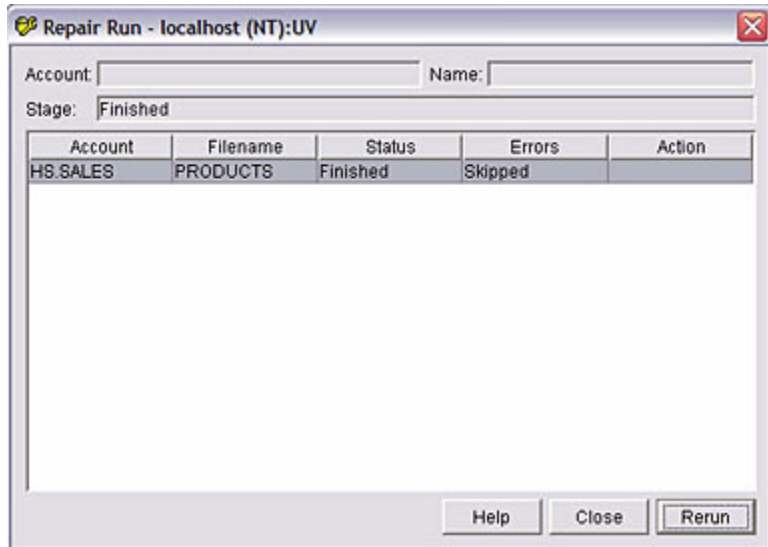 Repair Run - localhost (NT):UV
Account: Name:
Stage: Finished
Account Filename Status Errors Action
HS.SALES PRODUCTS Finished Skipped
Help Close Rerun